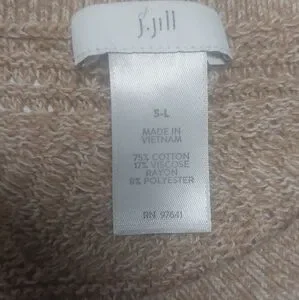 J.Jill
S-L
MADE IN
VIETNAM
75% COTTON
17% VISCOSE
RAYON
8% POLYESTER
RN 97641